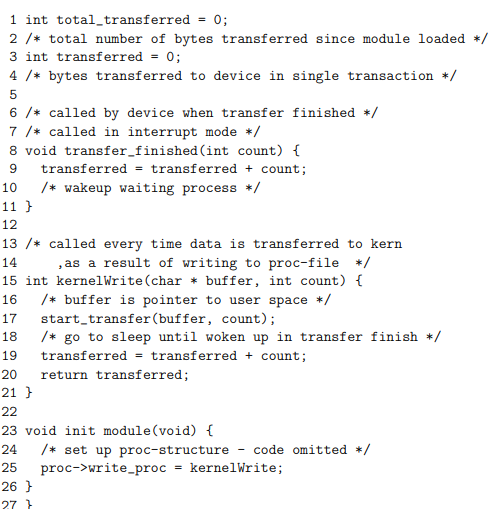 1 int total_transferred = 0;
2 /* total number of bytes transferred since module loaded */
3 int transferred = 0;
4 /* bytes transferred to device in single transaction */
5
6 /* called by device when transfer finished */
7 /* called in interrupt mode */
8 void transfer_finished(int count) {
9   transferred = transferred + count;
10   /* wakeup waiting process */
11 }
12
13 /* called every time data is transferred to kern
14     ,as a result of writing to proc-file  */
15 int kernelWrite(char * buffer, int count) {
16   /* buffer is pointer to user space */
17   start_transfer(buffer, count);
18   /* go to sleep until woken up in transfer finish */
19   transferred = transferred + count;
20   return transferred;
21 }
22
23 void init module(void) {
24   /* set up proc-structure - code omitted */
25   proc->write_proc = kernelWrite;
26 }
27 }